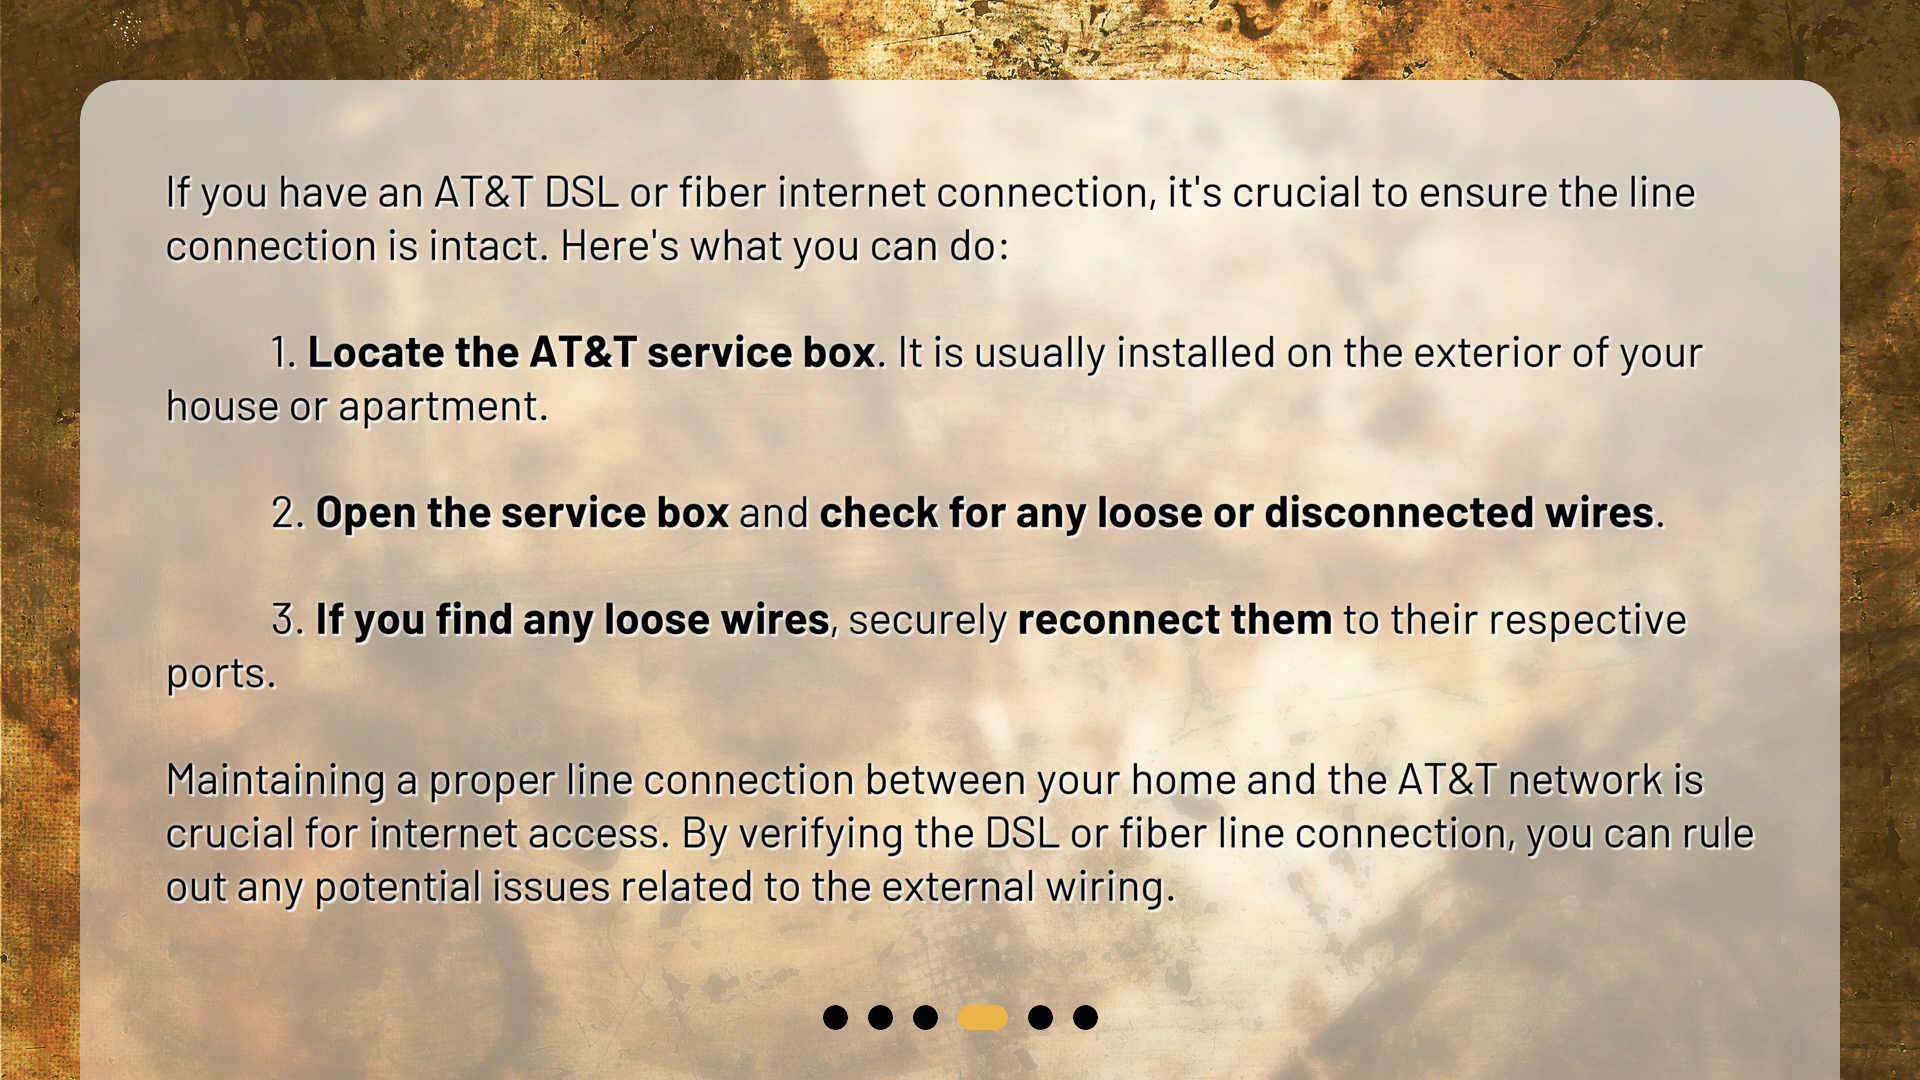 If you have an AT&T DSL or fiber internet connection, it's crucial to ensure the line
connection is intact. Here's what you can do:
1. Locate the AT&T service box. It is usually installed on the exterior of your
house or apartment.
2. Open the service box and check for any loose or disconnected wires.
3. If you find any loose wires, securely reconnect them to their respective
ports.
Maintaining a proper line connection between your home and the AT&T network is
crucial for internet access. By verifying the DSL or fiber line connection, you can rule
out any potential issues related to the external wiring.